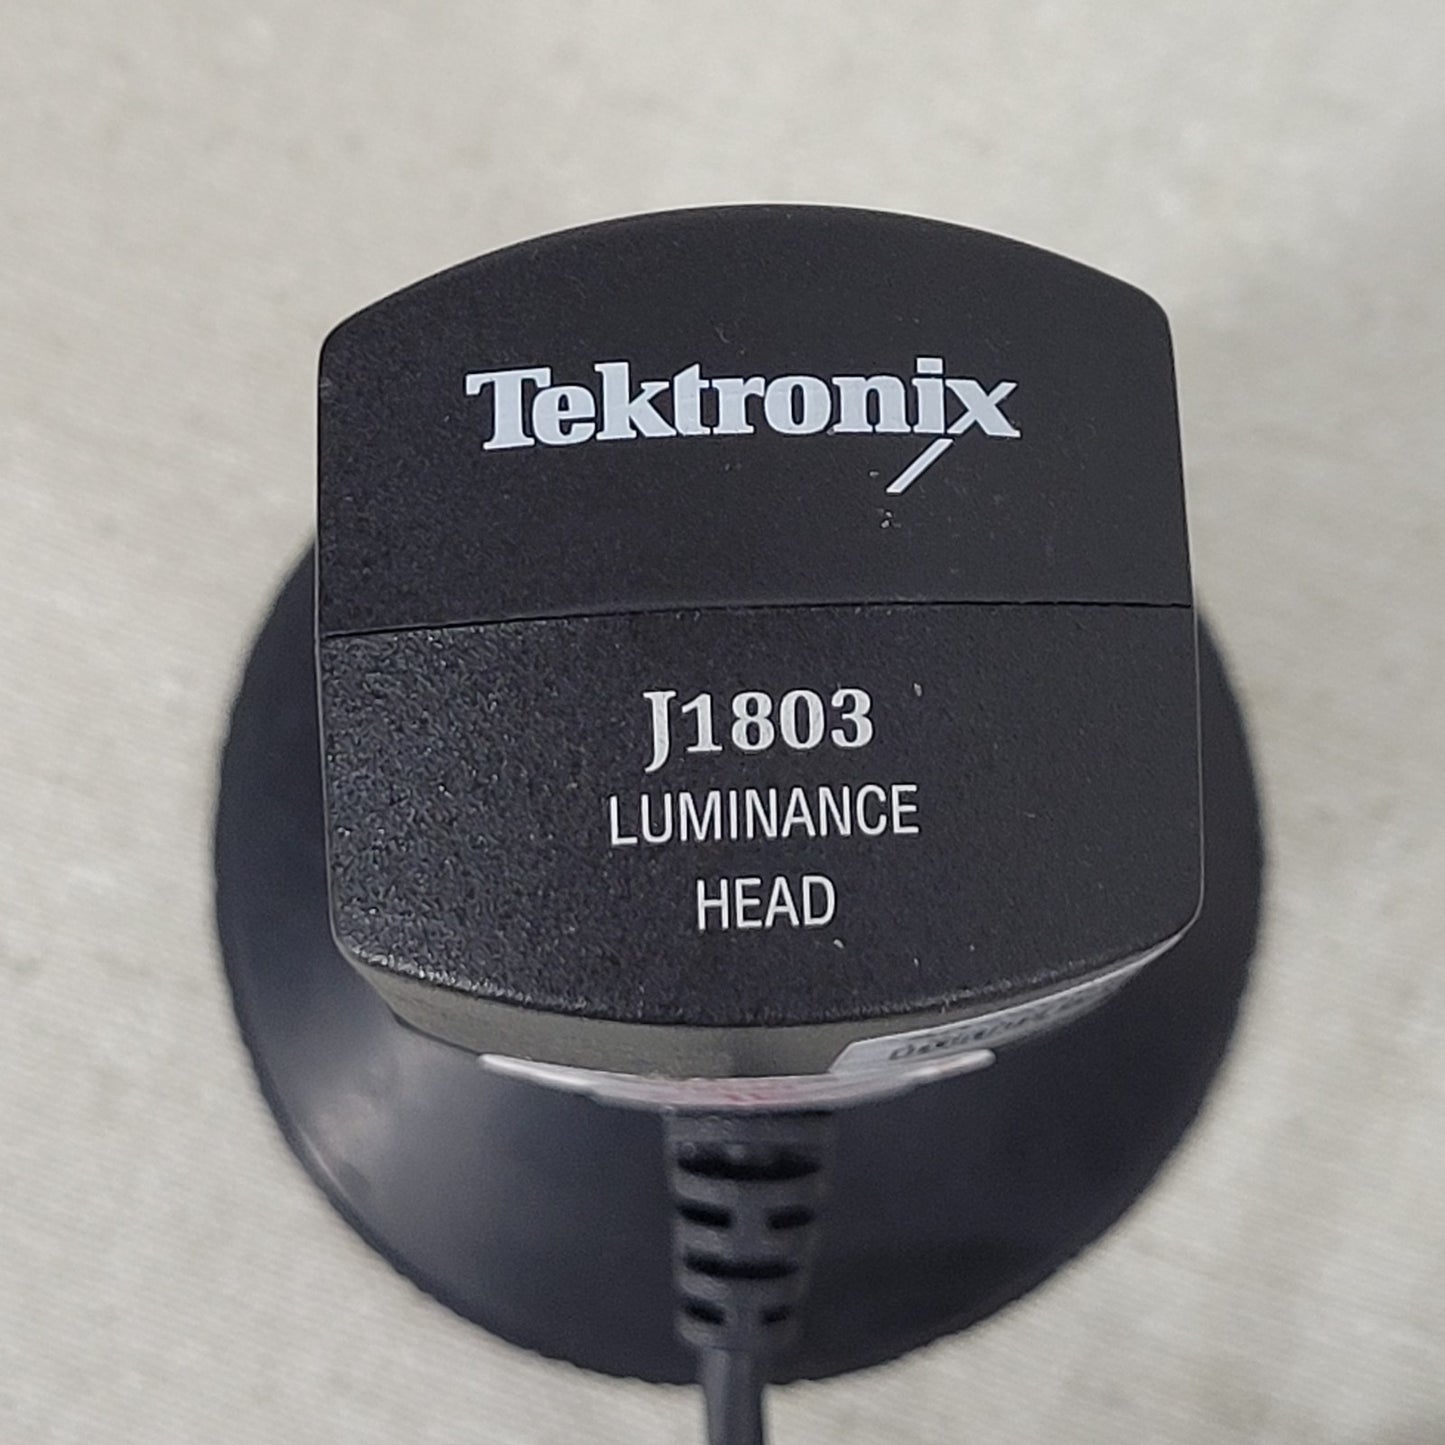 Tektronix
J1803
LUMINANCE
HEAD